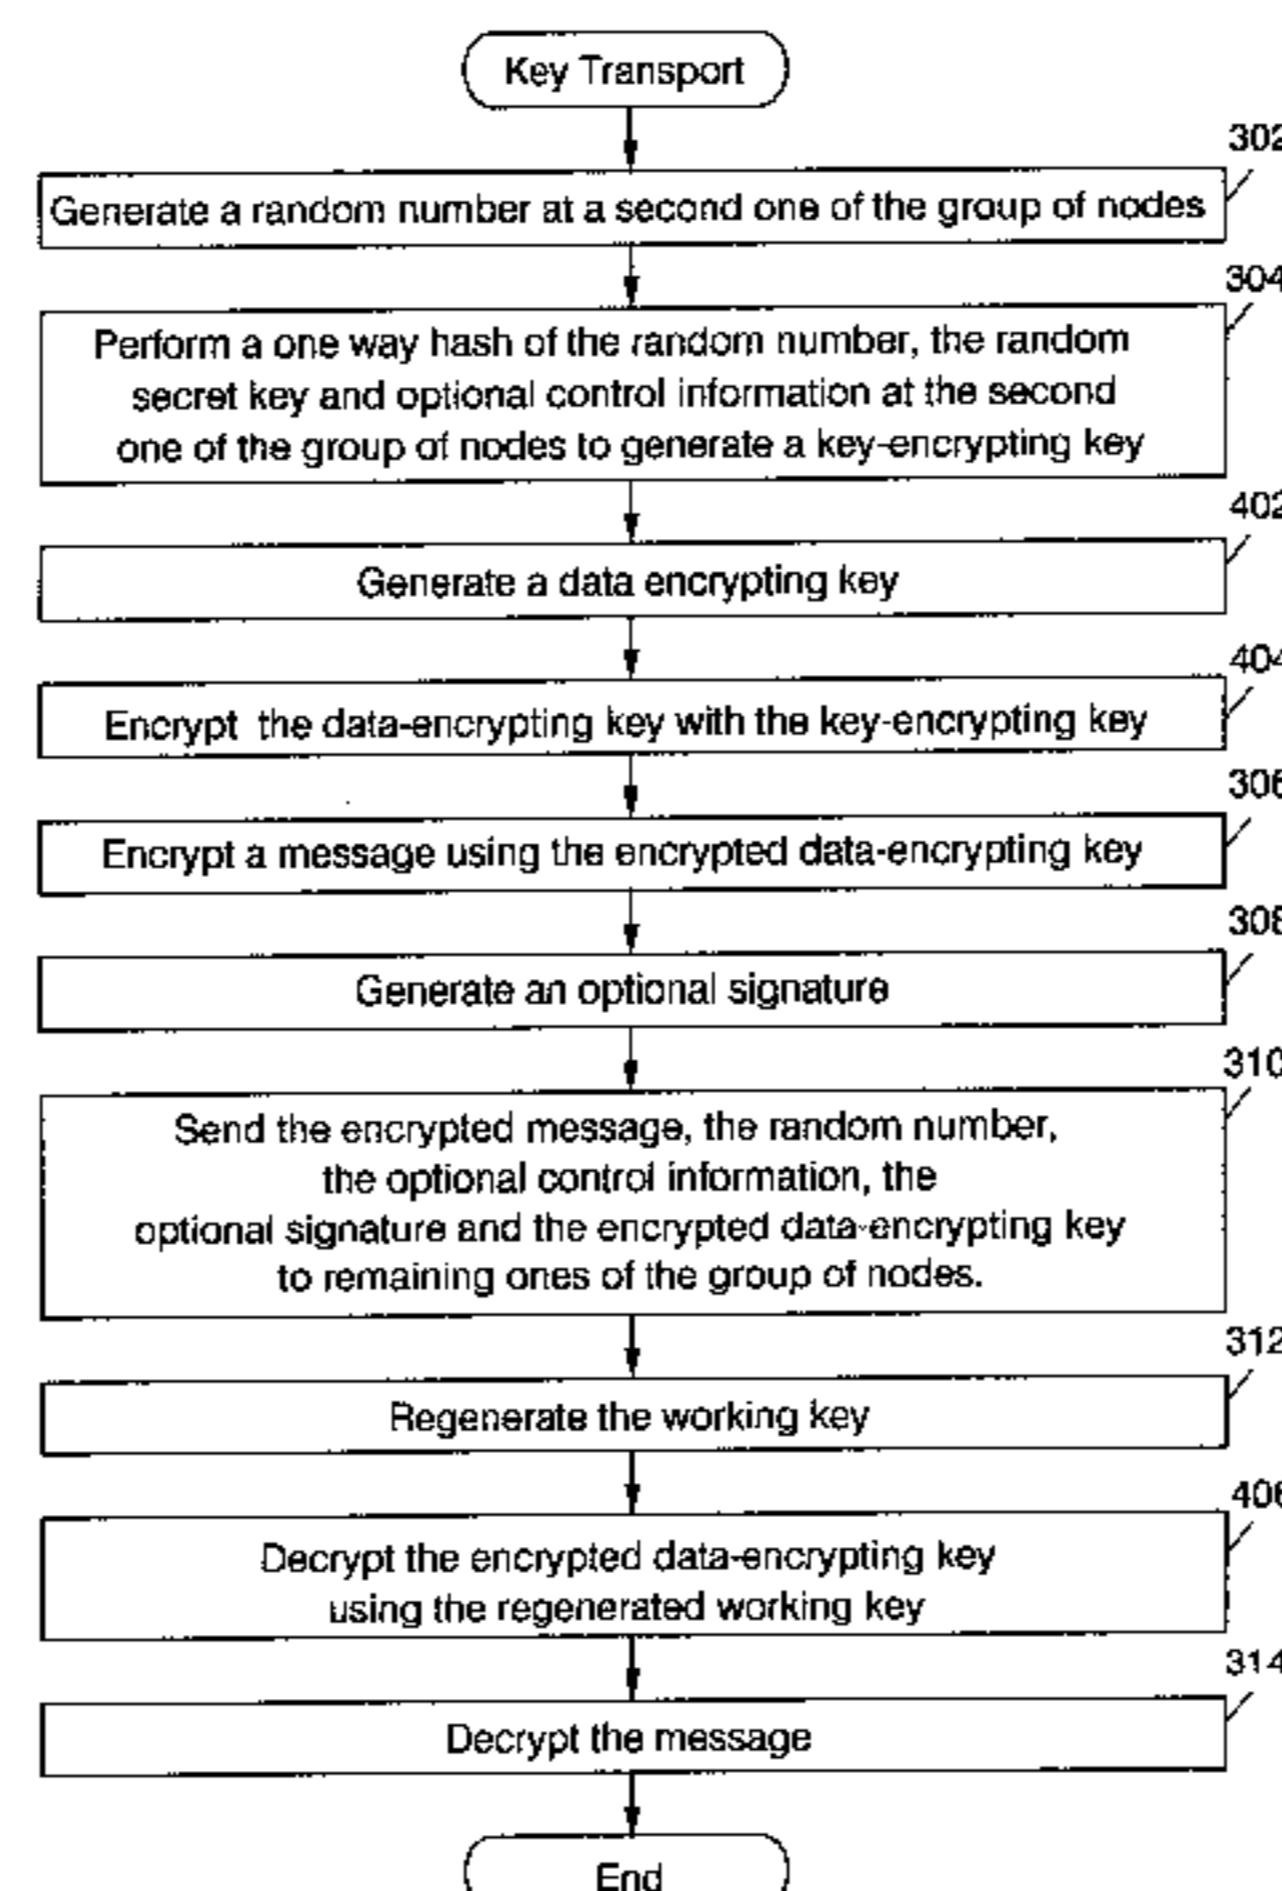 Key Transport
302
Generate a random number at a second one of the group of nodes
304
Perform a one way hash of the random number, the random
secret key and optional control information at the second
one of the group of nodes to generate a key-encrypting key
402
Generate a data encrypting key
404
Encrypt the data-encrypting key with the key-encrypting key
306
Encrypt a message using the encrypted data-encrypting key
308
Generate an optional signature
310
Send the encrypted message, the random number,
the optional control information, the
optional signature and the encrypted data-encrypting key
to remaining ones of the group of nodes.
312
Regenerate the working key
406
Decrypt the encrypted data-encrypting key
using the regenerated working key
314
Decrypt the message
End